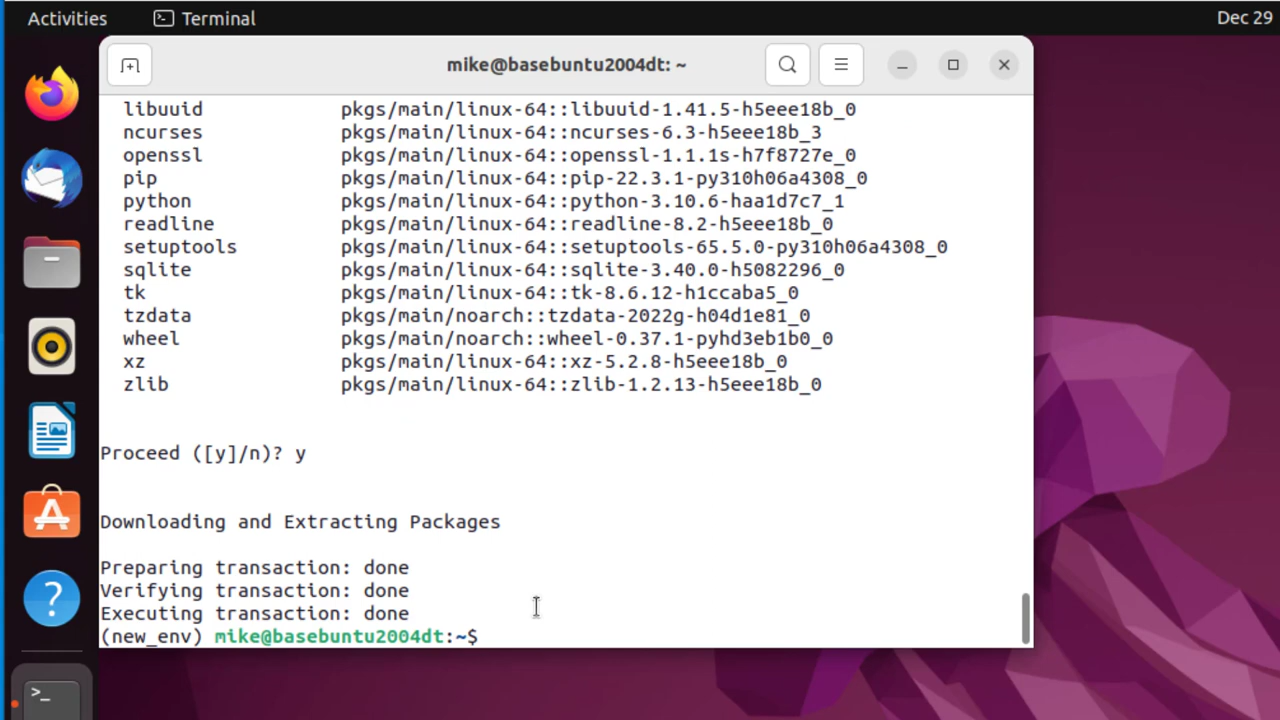 Activities Terminal Dec 29
mike@basebuntu2004dt: ~
libuuid pkgs/main/linux-64::libuuid-1.41.5-h5eee18b_0
ncurses pkgs/main/linux-64::ncurses-6.3-h5eee18b_3
openssl pkgs/main/linux-64::openssl-1.1.1s-h7f8727e_0
pip pkgs/main/linux-64::pip-22.3.1-py310h06a4308_0
python pkgs/main/linux-64::python-3.10.6-haa1d7c7_1
readline pkgs/main/linux-64::readline-8.2-h5eee18b_0
setuptools pkgs/main/linux-64::setuptools-65.5.0-py310h06a4308_0
sqlite pkgs/main/linux-64::sqlite-3.40.0-h5082296_0
tk pkgs/main/linux-64::tk-8.6.12-h1ccaba5_0
tzdata pkgs/main/noarch::tzdata-2022g-h04d1e81_0
wheel pkgs/main/noarch::wheel-0.37.1-pyhd3eb1b0_0
xz pkgs/main/linux-64::xz-5.2.8-h5eee18b_0
zlib pkgs/main/linux-64::zlib-1.2.13-h5eee18b_0
Proceed ([y]/n)? y
Downloading and Extracting Packages
Preparing transaction: done
Verifying transaction: done
Executing transaction: done
(new_env) mike@basebuntu2004dt:~$